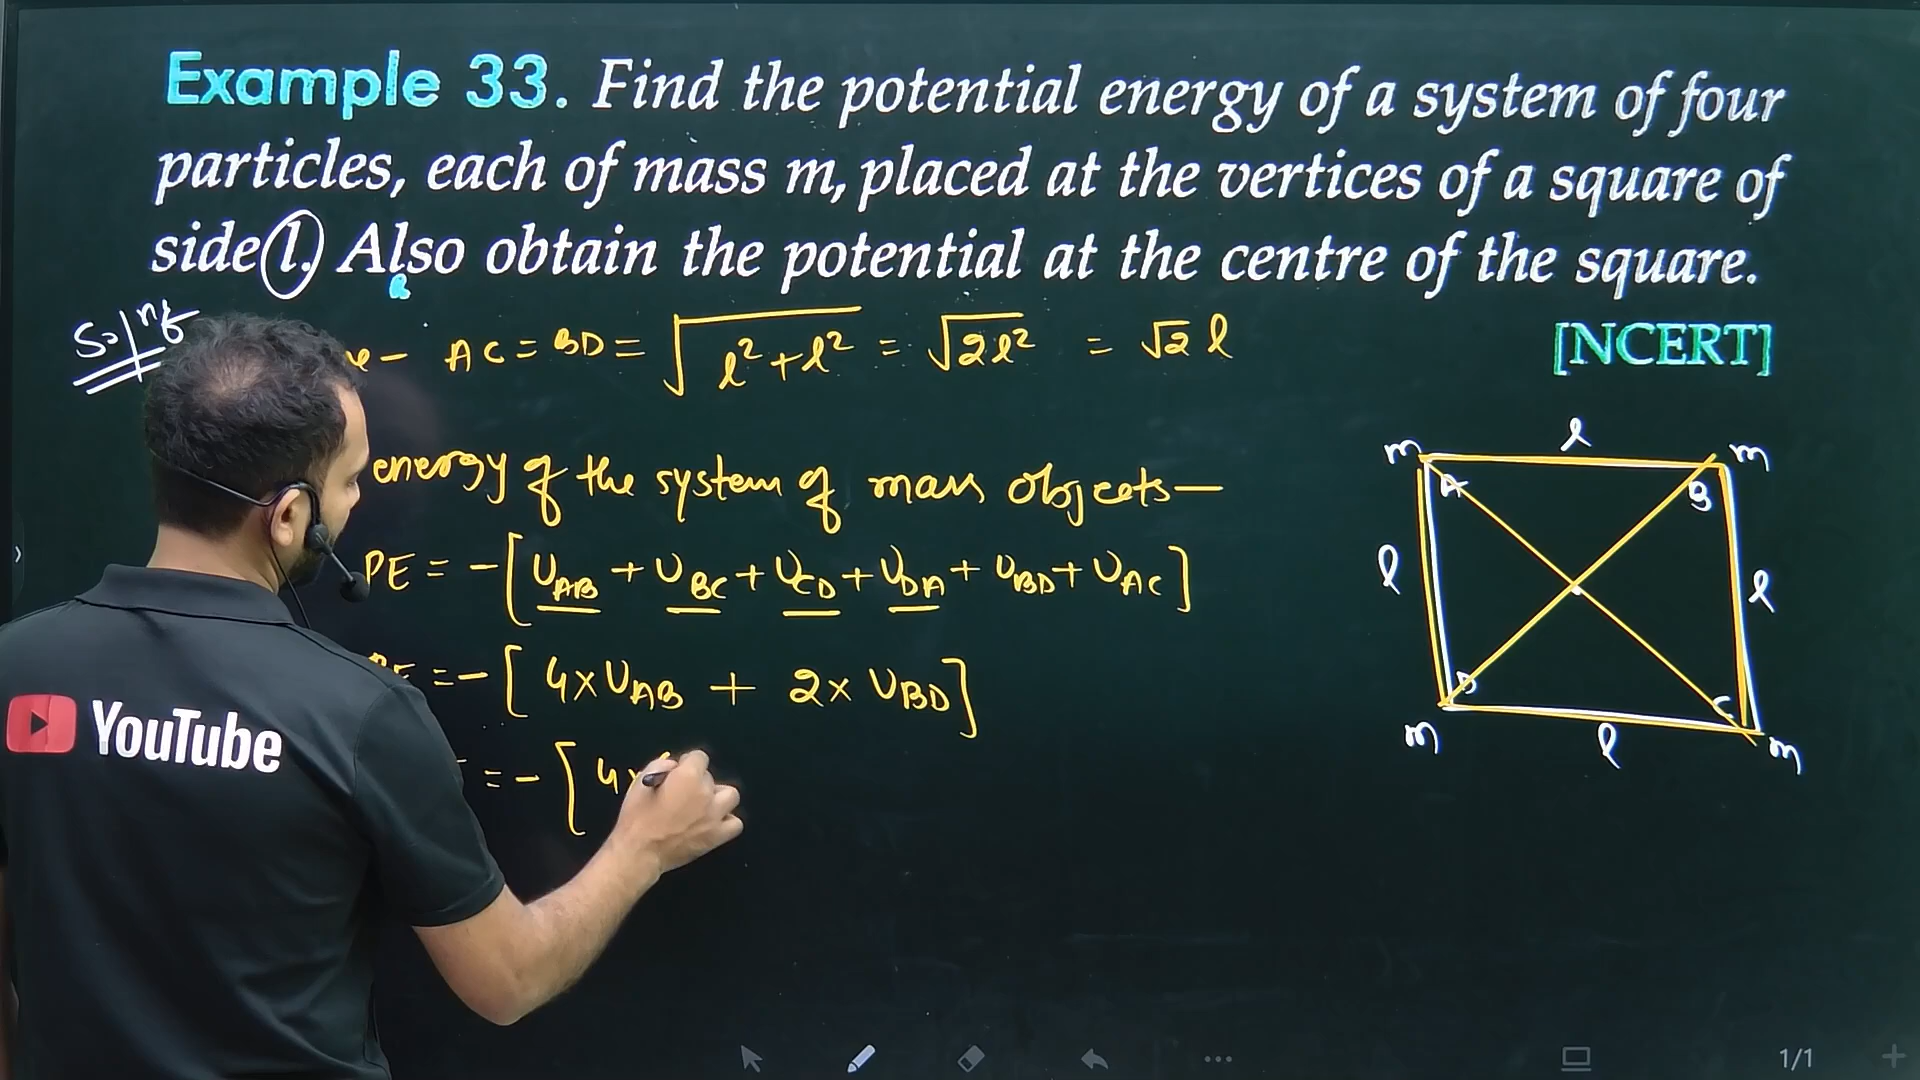 Example 33. Find the potential energy of a system of four
particles, each of mass m, placed at the vertices of a square of
side l. Also obtain the potential at the centre of the square.
[NCERT]
Solⁿ
AC = BD = √(l² + l²) = √(2l²) = √2 l
energy of the system of mass objects —
PE = - [U_AB + U_BC + U_CD + U_DA + U_BD + U_AC]
= - [4 × U_AB + 2 × U_BD]
= - [4 ×
m l m
A B
l l
D C
m l m
YouTube
1/1